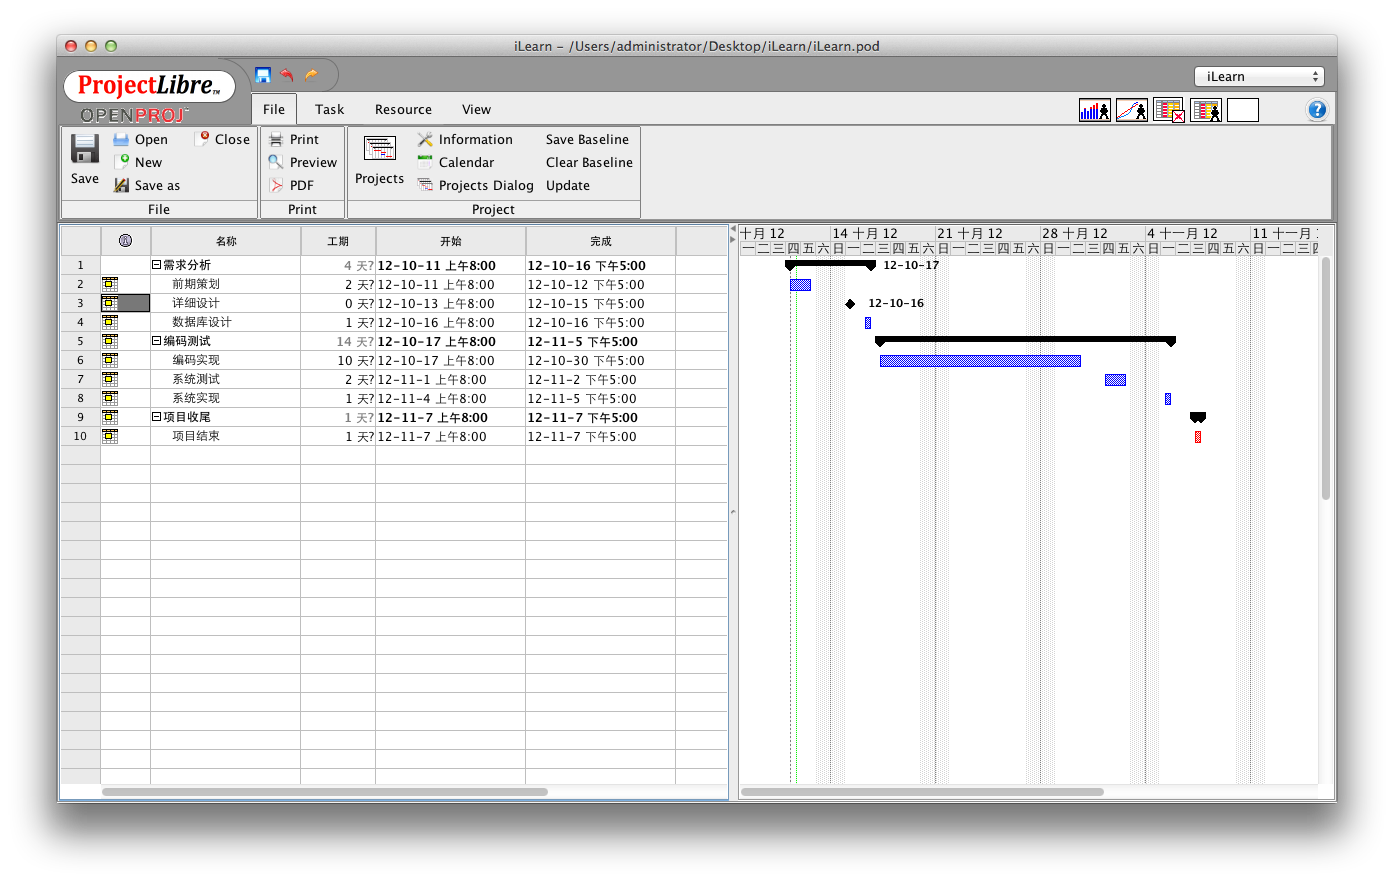 iLearn - /Users/administrator/Desktop/iLearn/iLearn.pod
ProjectLibre™
OPENPROJ
iLearn
File Task Resource View
Open Close
New
Save as
Save
File
Print
Preview
PDF
Print
Projects
Information Save Baseline
Calendar Clear Baseline
Projects Dialog Update
Project
名称 工期 开始 完成
1 需求分析 4 天? 12-10-11 上午8:00 12-10-16 下午5:00
2 前期策划 2 天? 12-10-11 上午8:00 12-10-12 下午5:00
3 详细设计 0 天? 12-10-13 上午8:00 12-10-15 下午5:00
4 数据库设计 1 天? 12-10-16 上午8:00 12-10-16 下午5:00
5 编码测试 14 天? 12-10-17 上午8:00 12-11-5 下午5:00
6 编码实现 10 天? 12-10-17 上午8:00 12-10-30 下午5:00
7 系统测试 2 天? 12-11-1 上午8:00 12-11-2 下午5:00
8 系统实现 1 天? 12-11-4 上午8:00 12-11-5 下午5:00
9 项目收尾 1 天? 12-11-7 上午8:00 12-11-7 下午5:00
10 项目结束 1 天? 12-11-7 上午8:00 12-11-7 下午5:00
十月 12 14 十月 12 21 十月 12 28 十月 12 4 十一月 12 11 十一月
一 二 三 四 五 六 日 一 二 三 四 五 六 日 一 二 三 四 五 六 日 一 二 三 四 五 六 日 一 二 三 四 五 六 日 一 二 三
12-10-17
12-10-16